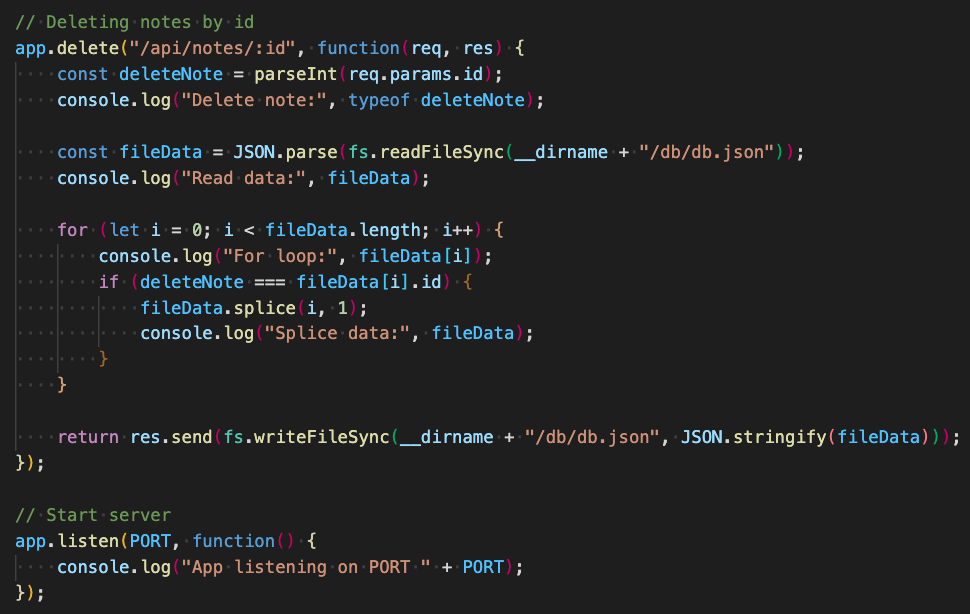 // Deleting notes by id
app.delete("/api/notes/:id", function(req, res) {
    const deleteNote = parseInt(req.params.id);
    console.log("Delete note:", typeof deleteNote);

    const fileData = JSON.parse(fs.readFileSync(__dirname + "/db/db.json"));
    console.log("Read data:", fileData);

    for (let i = 0; i < fileData.length; i++) {
        console.log("For loop:", fileData[i]);
        if (deleteNote === fileData[i].id) {
            fileData.splice(i, 1);
            console.log("Splice data:", fileData);
        }
    }

    return res.send(fs.writeFileSync(__dirname + "/db/db.json", JSON.stringify(fileData)));
});

// Start server
app.listen(PORT, function() {
    console.log("App listening on PORT " + PORT);
});